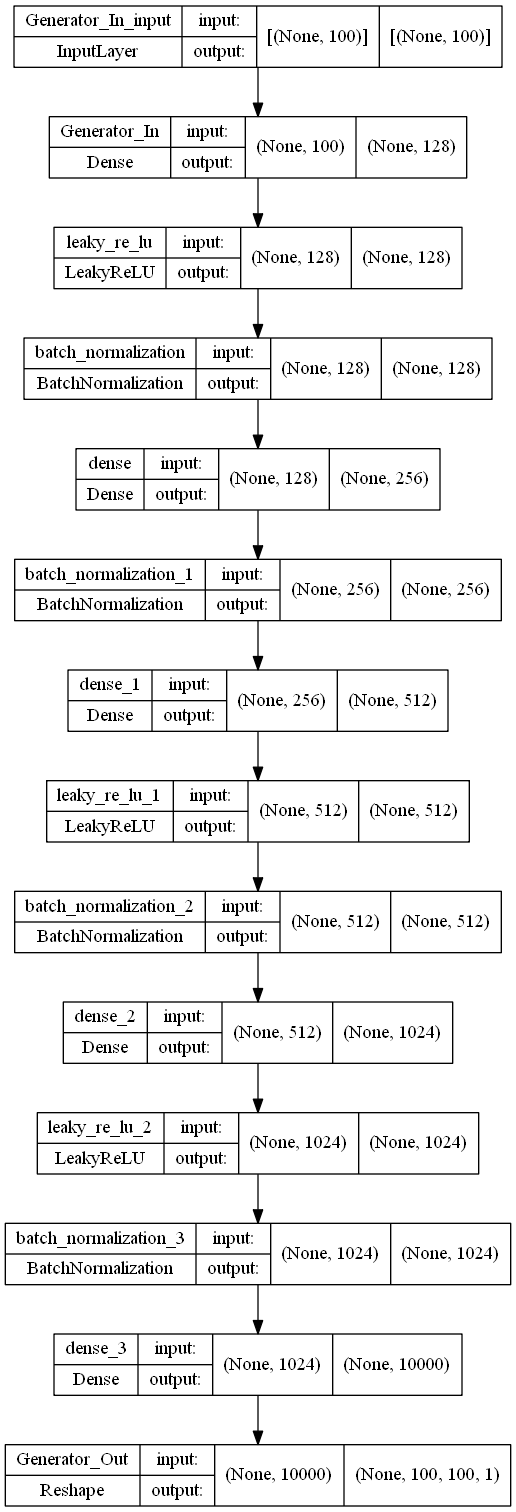 Generator_In_input input: [(None, 100)] [(None, 100)]
InputLayer output:
Generator_In input: (None, 100) (None, 128)
Dense output:
leaky_re_lu input: (None, 128) (None, 128)
LeakyReLU output:
batch_normalization input: (None, 128) (None, 128)
BatchNormalization output:
dense input: (None, 128) (None, 256)
Dense output:
batch_normalization_1 input: (None, 256) (None, 256)
BatchNormalization output:
dense_1 input: (None, 256) (None, 512)
Dense output:
leaky_re_lu_1 input: (None, 512) (None, 512)
LeakyReLU output:
batch_normalization_2 input: (None, 512) (None, 512)
BatchNormalization output:
dense_2 input: (None, 512) (None, 1024)
Dense output:
leaky_re_lu_2 input: (None, 1024) (None, 1024)
LeakyReLU output:
batch_normalization_3 input: (None, 1024) (None, 1024)
BatchNormalization output:
dense_3 input: (None, 1024) (None, 10000)
Dense output:
Generator_Out input: (None, 10000) (None, 100, 100, 1)
Reshape output: